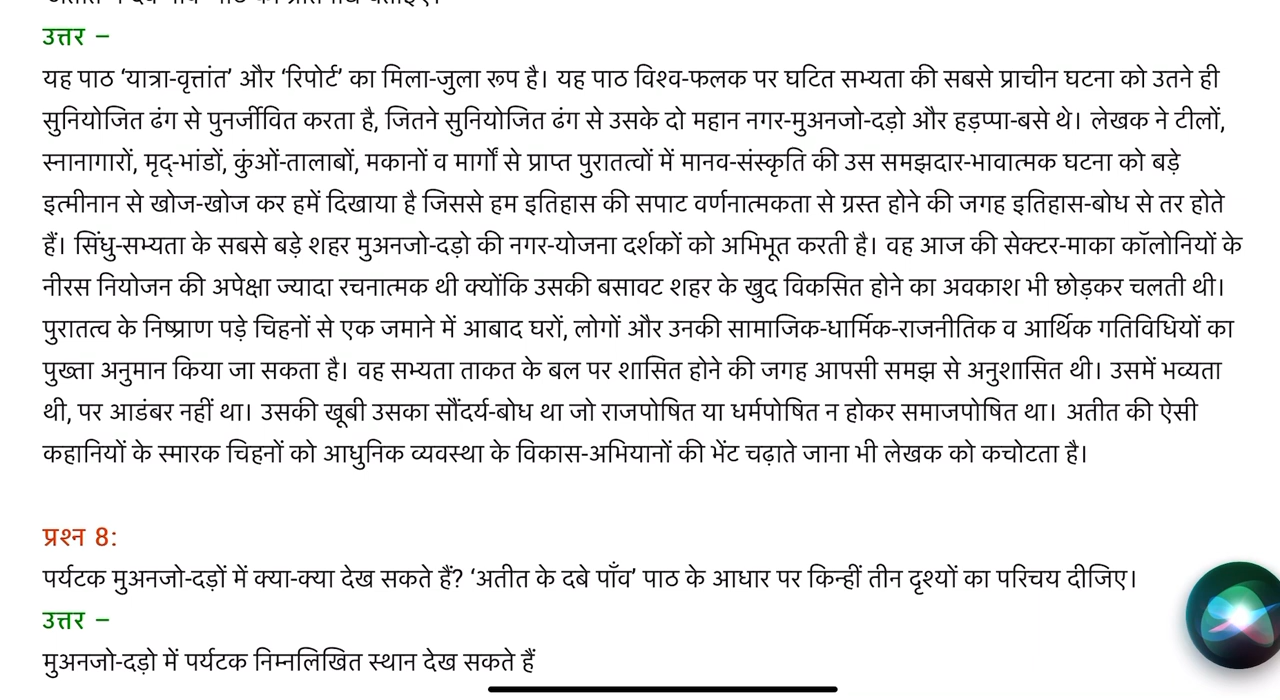 उत्तर –
यह पाठ ‘यात्रा-वृत्तांत’ और ‘रिपोर्ट’ का मिला-जुला रूप है। यह पाठ विश्व-फलक पर घटित सभ्यता की सबसे प्राचीन घटना को उतने ही
सुनियोजित ढंग से पुनर्जीवित करता है, जितने सुनियोजित ढंग से उसके दो महान नगर-मुअनजो-दड़ो और हड़प्पा-बसे थे। लेखक ने टीलों,
स्नानागारों, मृद्-भांडों, कुंओं-तालाबों, मकानों व मार्गों से प्राप्त पुरातत्वों में मानव-संस्कृति की उस समझदार-भावात्मक घटना को बड़े
इत्मीनान से खोज-खोज कर हमें दिखाया है जिससे हम इतिहास की सपाट वर्णनात्मकता से ग्रस्त होने की जगह इतिहास-बोध से तर होते
हैं। सिंधु-सभ्यता के सबसे बड़े शहर मुअनजो-दड़ो की नगर-योजना दर्शकों को अभिभूत करती है। वह आज की सेक्टर-माका कॉलोनियों के
नीरस नियोजन की अपेक्षा ज्यादा रचनात्मक थी क्योंकि उसकी बसावट शहर के खुद विकसित होने का अवकाश भी छोड़कर चलती थी।
पुरातत्व के निष्प्राण पड़े चिहनों से एक जमाने में आबाद घरों, लोगों और उनकी सामाजिक-धार्मिक-राजनीतिक व आर्थिक गतिविधियों का
पुख्ता अनुमान किया जा सकता है। वह सभ्यता ताकत के बल पर शासित होने की जगह आपसी समझ से अनुशासित थी। उसमें भव्यता
थी, पर आडंबर नहीं था। उसकी खूबी उसका सौंदर्य-बोध था जो राजपोषित या धर्मपोषित न होकर समाजपोषित था। अतीत की ऐसी
कहानियों के स्मारक चिहनों को आधुनिक व्यवस्था के विकास-अभियानों की भेंट चढ़ाते जाना भी लेखक को कचोटता है।
प्रश्न 8:
पर्यटक मुअनजो-दड़ों में क्या-क्या देख सकते हैं? ‘अतीत के दबे पाँव’ पाठ के आधार पर किन्हीं तीन दृश्यों का परिचय दीजिए।
उत्तर –
मुअनजो-दड़ो में पर्यटक निम्नलिखित स्थान देख सकते हैं